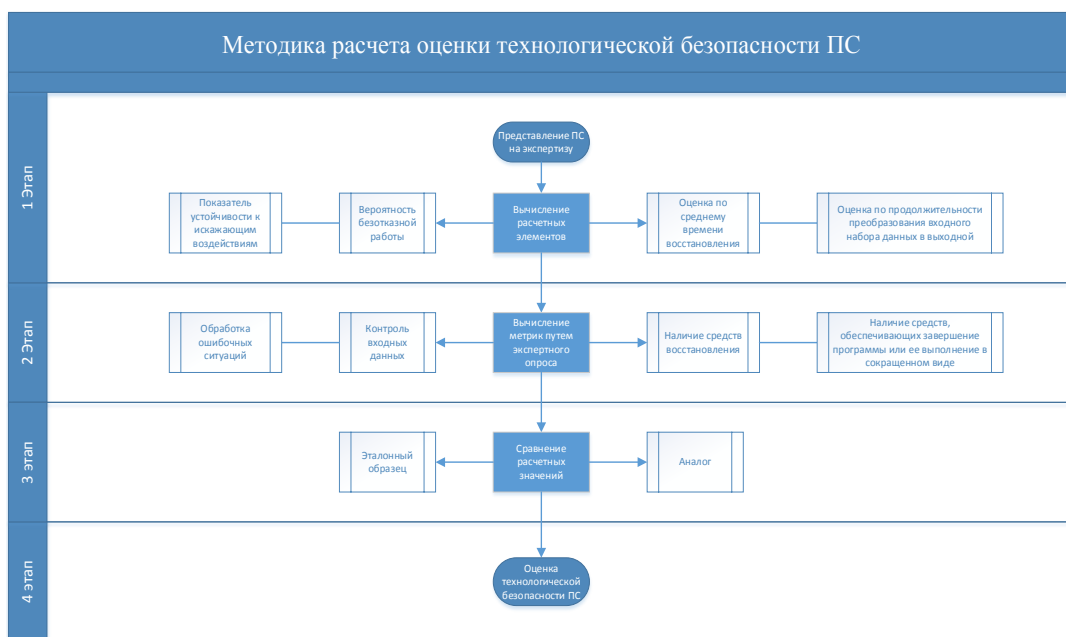 Методика расчета оценки технологической безопасности ПС
1 Этап
Представление ПС
на экспертизу
Показатель
устойчивости к
искажающим
воздействиям
Вероятность
безотказной
работы
Вычисление
расчетных
элементов
Оценка по
среднему
времени
восстановления
Оценка по продолжительности
преобразования входного
набора данных в выходной
2 Этап
Обработка
ошибочных
ситуаций
Контроль
входных
данных
Вычисление
метрик путем
экспертного
опроса
Наличие средств
восстановления
Наличие средств,
обеспечивающих завершение
программы или ее выполнение в
сокращенном виде
3 этап
Эталонный
образец
Сравнение
расчетных
значений
Аналог
4 этап
Оценка
технологической
безопасности ПС